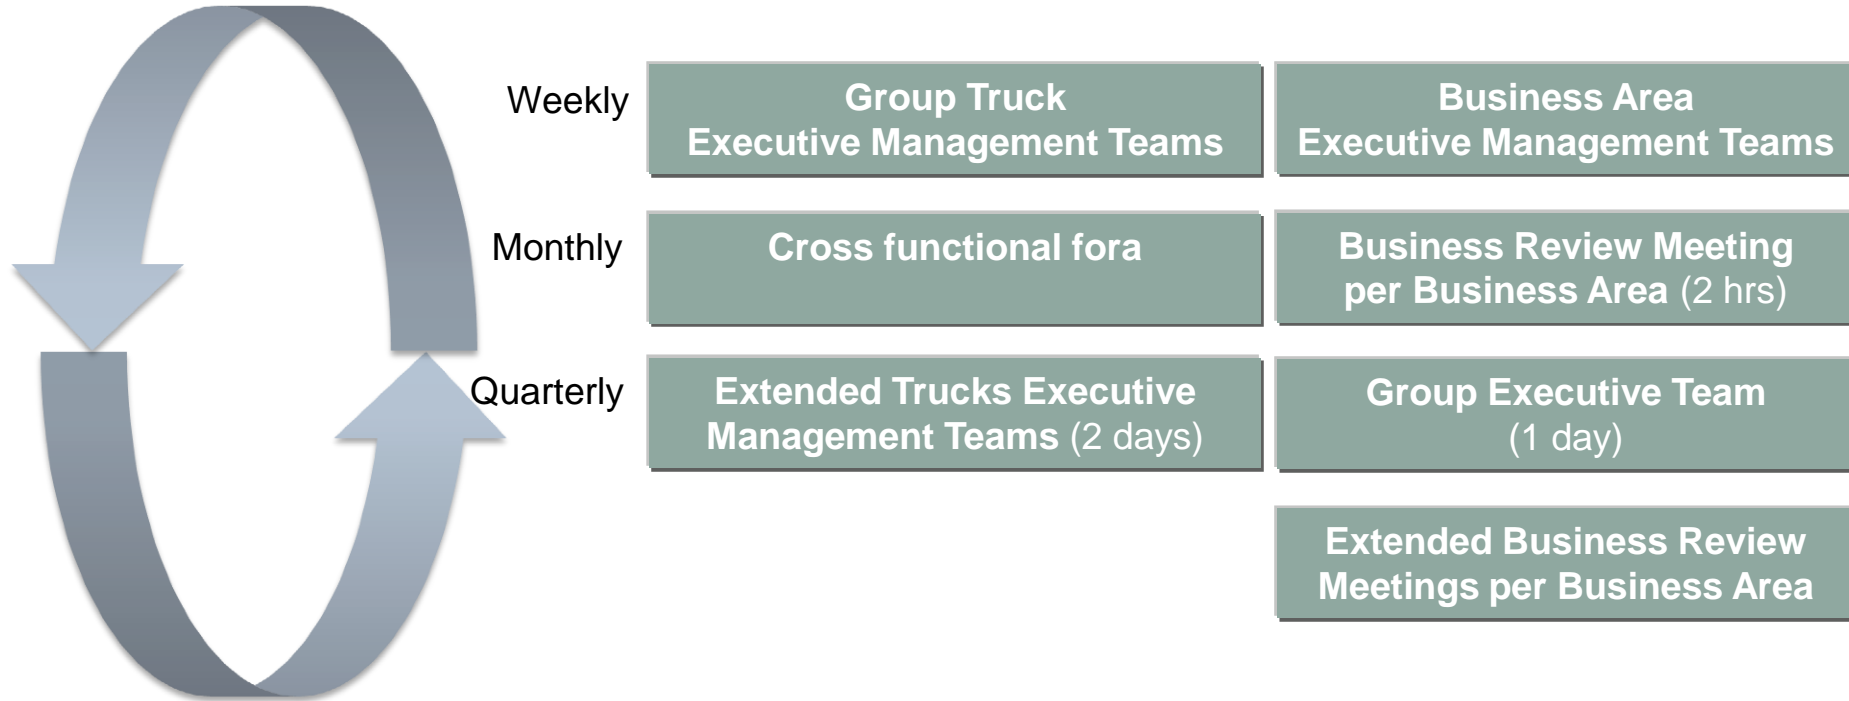 Weekly
Group Truck
Executive Management Teams
Business Area
Executive Management Teams
Monthly
Cross functional fora
Business Review Meeting
per Business Area (2 hrs)
Quarterly
Extended Trucks Executive
Management Teams (2 days)
Group Executive Team
(1 day)
Extended Business Review
Meetings per Business Area